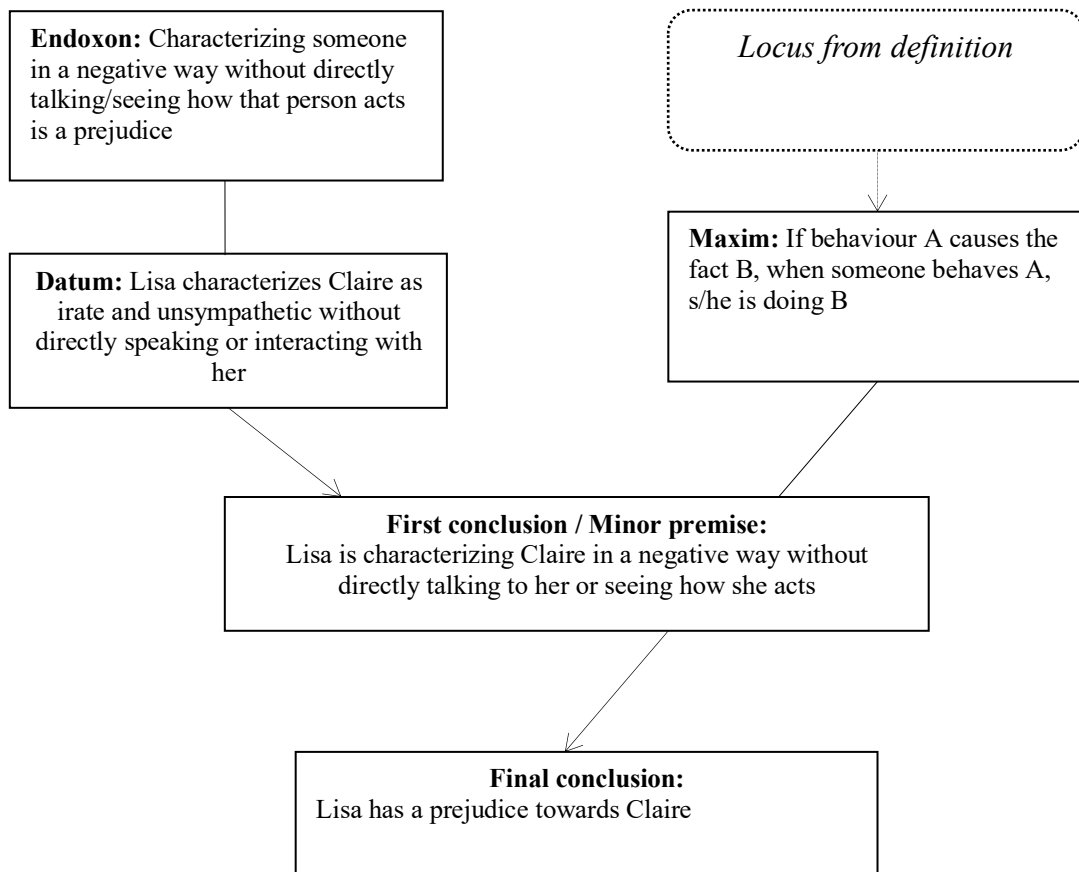 Endoxon: Characterizing someone
in a negative way without directly
talking/seeing how that person acts
is a prejudice
Locus from definition
Maxim: If behaviour A causes the
fact B, when someone behaves A,
s/he is doing B
Datum: Lisa characterizes Claire as
irate and unsympathetic without
directly speaking or interacting with
her
First conclusion / Minor premise:
Lisa is characterizing Claire in a negative way without
directly talking to her or seeing how she acts
Final conclusion:
Lisa has a prejudice towards Claire